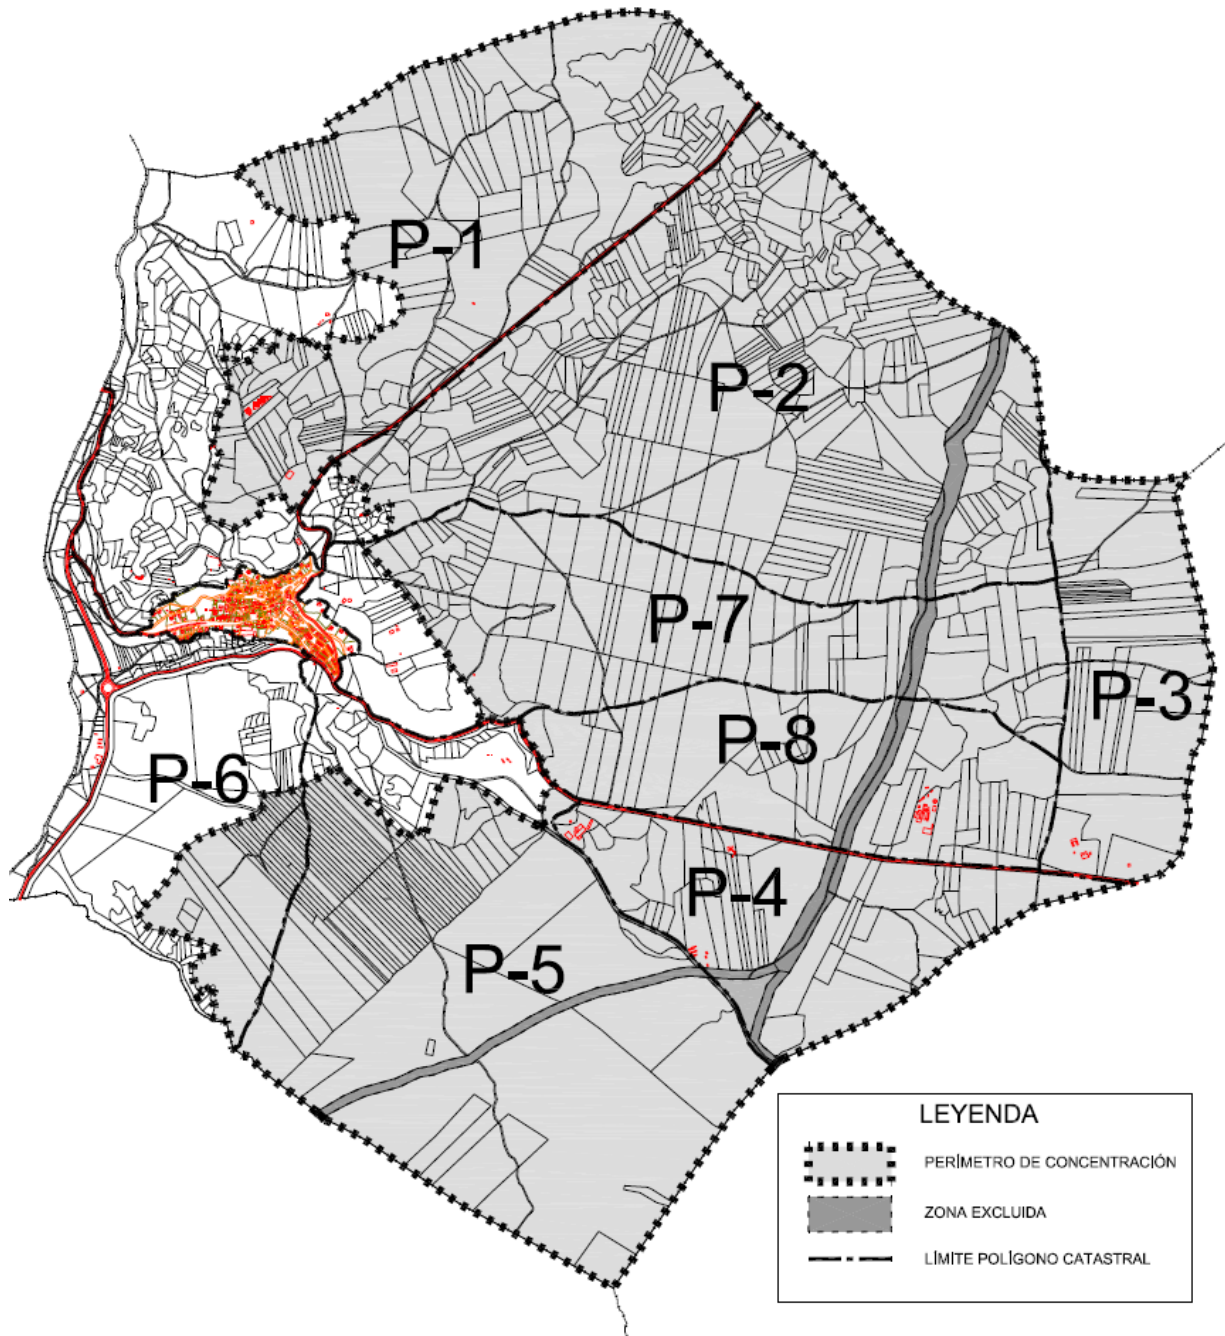 P-1
P-2
P-7
P-3
P-8
P-6
P-4
P-5
LEYENDA
PERÍMETRO DE CONCENTRACIÓN
ZONA EXCLUIDA
LÍMITE POLÍGONO CATASTRAL